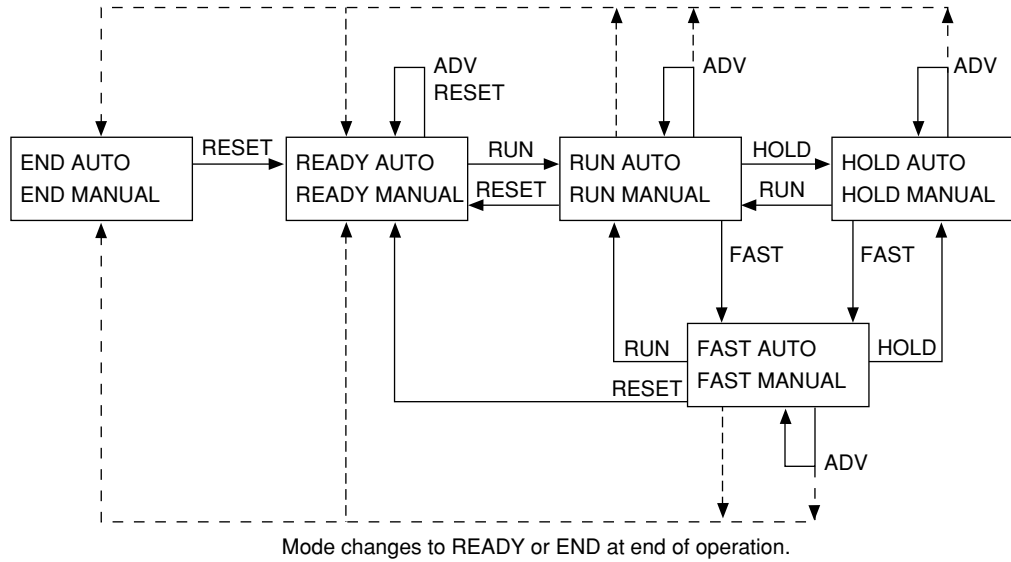 ADV
RESET
ADV
ADV
END AUTO
END MANUAL
RESET
READY AUTO
READY MANUAL
RUN
RESET
RUN AUTO
RUN MANUAL
HOLD
RUN
HOLD AUTO
HOLD MANUAL
FAST
FAST
RUN
RESET
FAST AUTO
FAST MANUAL
HOLD
ADV
Mode changes to READY or END at end of operation.